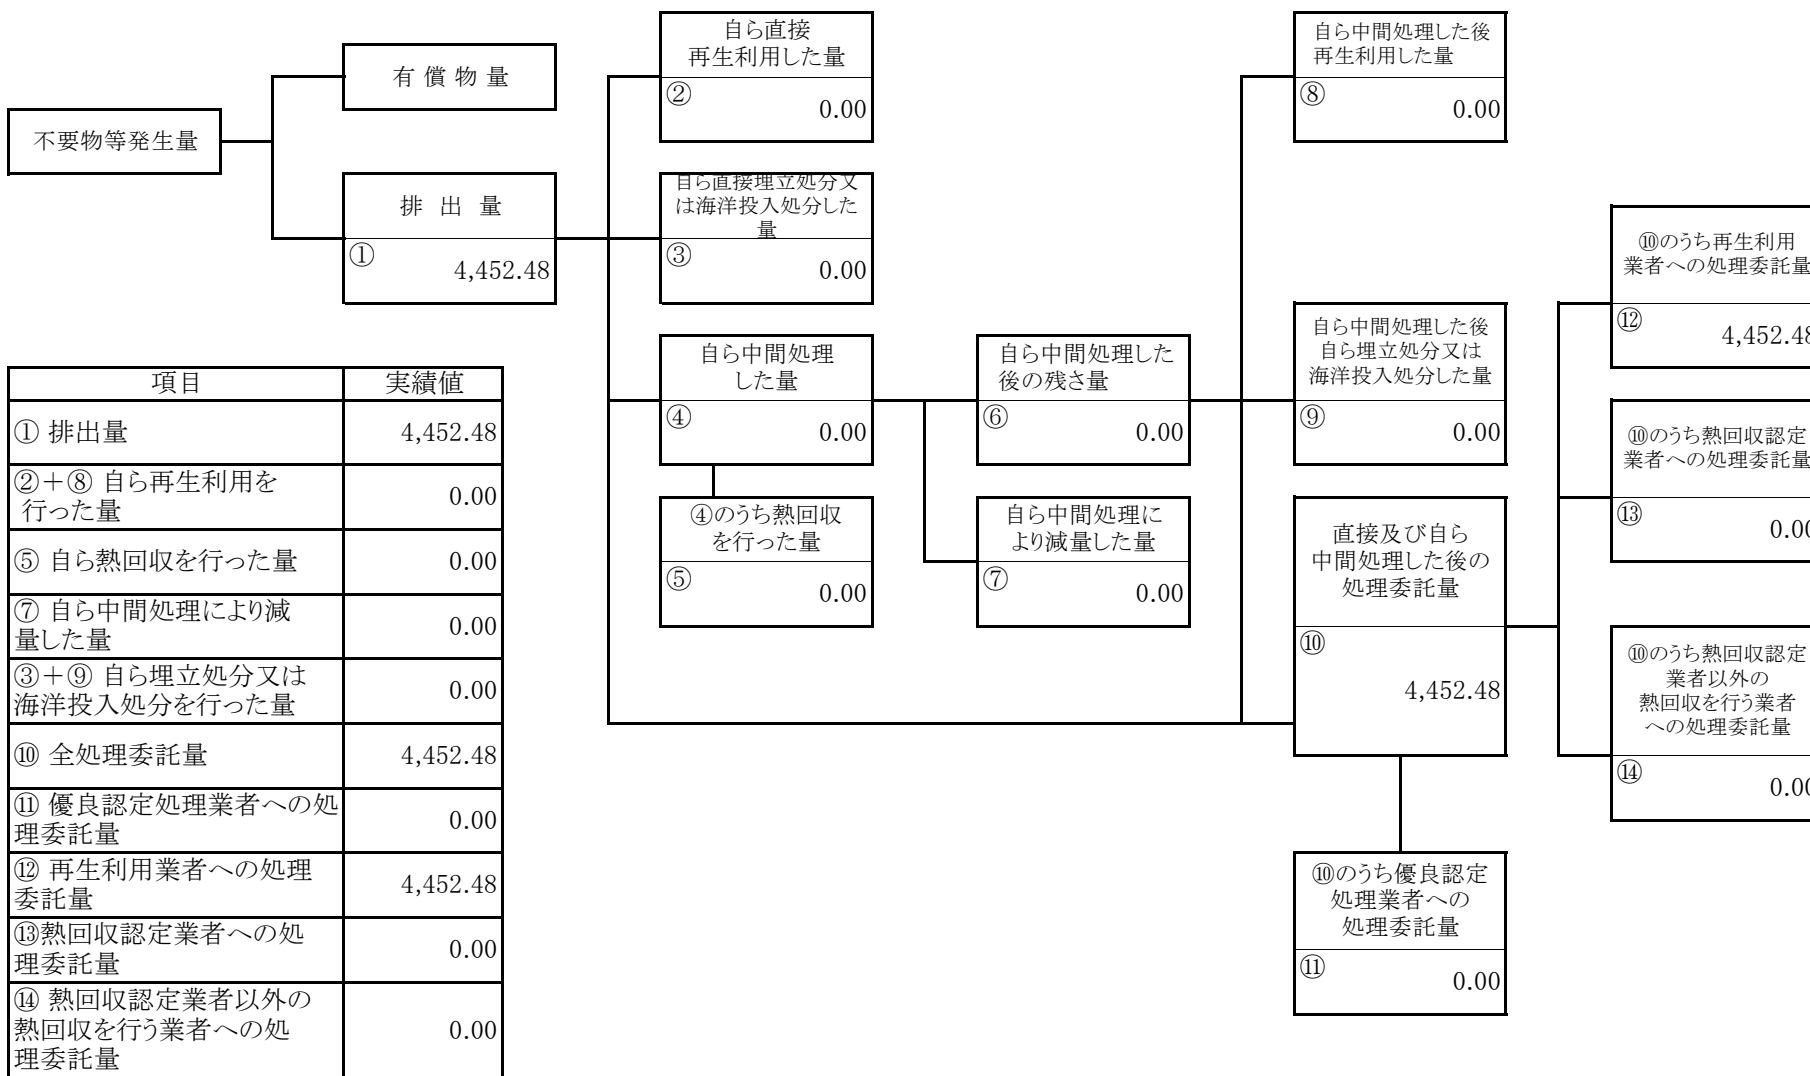 不要物等発生量
有 償 物 量
排 出 量
①
4,452.48
自ら直接
再生利用した量
②
0.00
自ら直接埋立処分又
は海洋投入処分した
量
③
0.00
自ら中間処理
した量
④
0.00
④のうち熱回収
を行った量
⑤
0.00
自ら中間処理した
後の残さ量
⑥
0.00
自ら中間処理に
より減量した量
⑦
0.00
自ら中間処理した後
再生利用した量
⑧
0.00
自ら中間処理した後
自ら埋立処分又は
海洋投入処分した量
⑨
0.00
直接及び自ら
中間処理した後の
処理委託量
⑩
4,452.48
⑩のうち優良認定
処理業者への
処理委託量
⑪
0.00
⑩のうち再生利用
業者への処理委託量
⑫
4,452.48
⑩のうち熱回収認定
業者への処理委託量
⑬
0.00
⑩のうち熱回収認定
業者以外の
熱回収を行う業者
への処理委託量
⑭
0.00
項目 実績値
① 排出量 4,452.48
②＋⑧ 自ら再生利用を
行った量 0.00
⑤ 自ら熱回収を行った量 0.00
⑦ 自ら中間処理により減
量した量 0.00
③＋⑨ 自ら埋立処分又は
海洋投入処分を行った量 0.00
⑩ 全処理委託量 4,452.48
⑪ 優良認定処理業者への処
理委託量 0.00
⑫ 再生利用業者への処理
委託量 4,452.48
⑬熱回収認定業者への処
理委託量 0.00
⑭ 熱回収認定業者以外の
熱回収を行う業者への処
理委託量 0.00